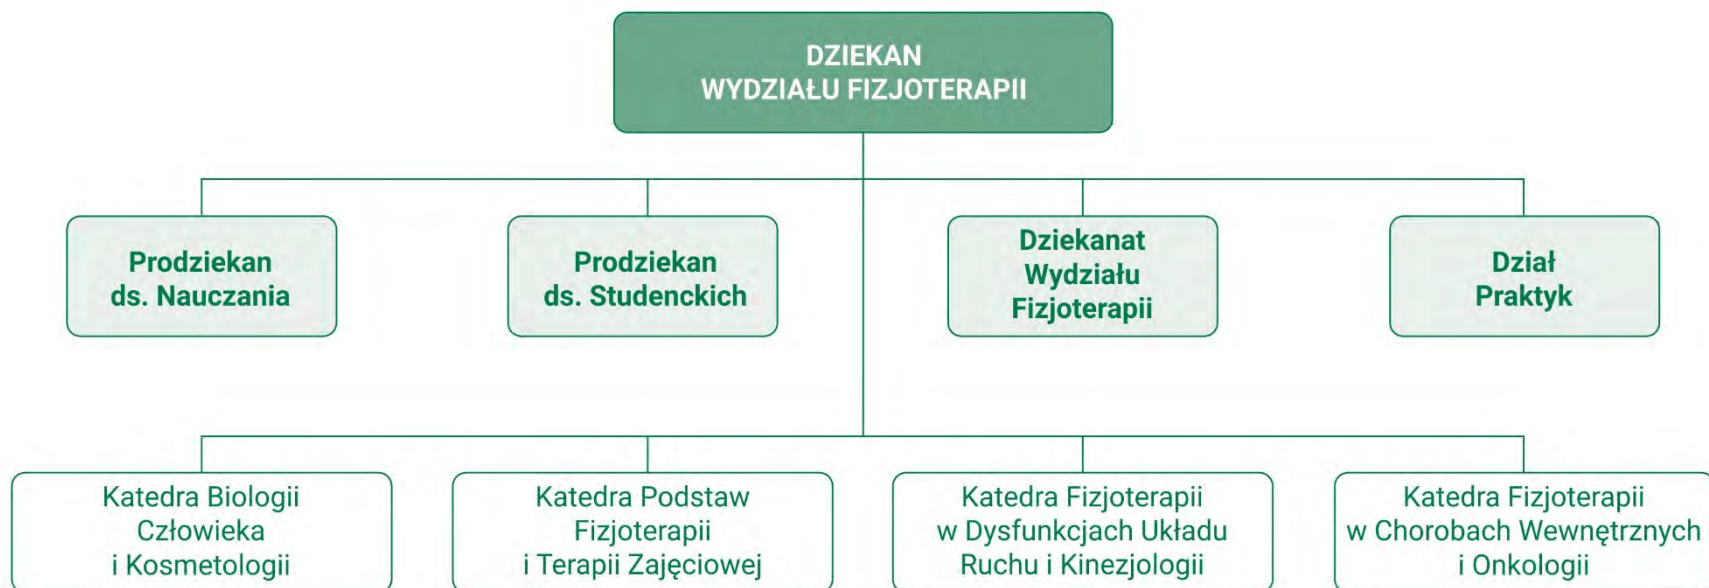 DZIEKAN
WYDZIAŁU FIZJOTERAPII
Prodziekan
ds. Nauczania
Prodziekan
ds. Studenckich
Dziekanat
Wydziału
Fizjoterapii
Dział
Praktyk
Katedra Biologii
Człowieka
i Kosmetologii
Katedra Podstaw
Fizjoterapii
i Terapii Zajęciowej
Katedra Fizjoterapii
w Dysfunkcjach Układu
Ruchu i Kinezjologii
Katedra Fizjoterapii
w Chorobach Wewnętrznych
i Onkologii